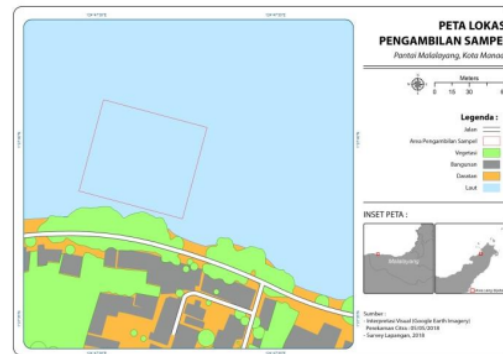 PETA LOKAS
PENGAMBILAN SAMPE
Pantai Malalayang, Kota Manad
Meters
0 15 30
Legenda :
Jalan
Area Pengambilan Sampel
Vegetasi
Bangunan
Daratan
Laut
INSET PETA :
Malalayang
Sumber :
- Interpretasi Visual (Google Earth Imagery)
Perekaman Citra : 05/05/2018
- Survey Lapangan, 2018